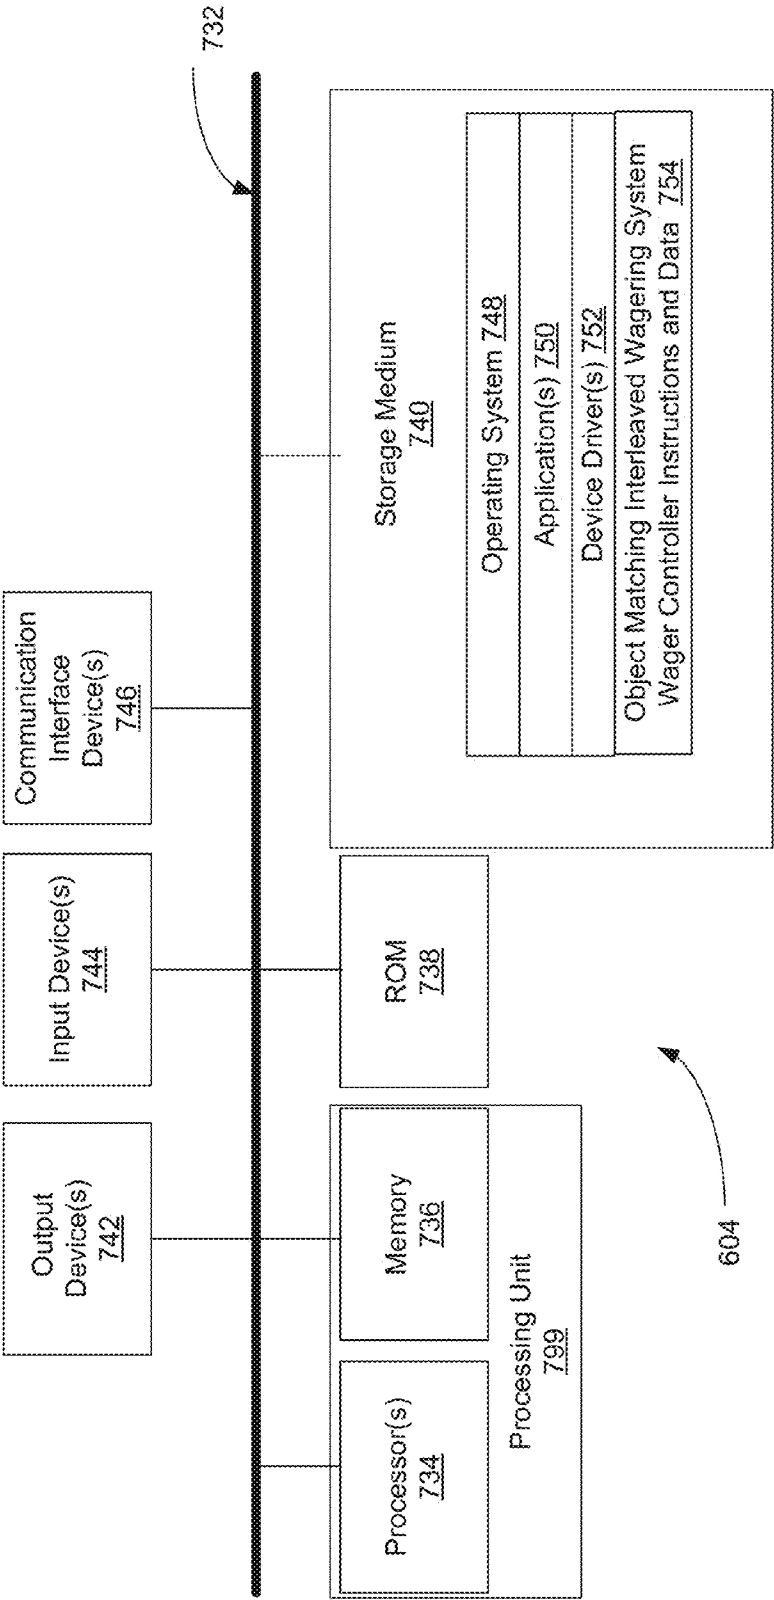 732
Output
Device(s)
742
Input Device(s)
744
Communication
Interface
Device(s)
746
Processor(s)
734
Memory
736
Processing Unit
799
ROM
738
Storage Medium
740
Operating System 748
Application(s) 750
Device Driver(s) 752
Object Matching Interleaved Wagering System
Wager Controller Instructions and Data 754
604